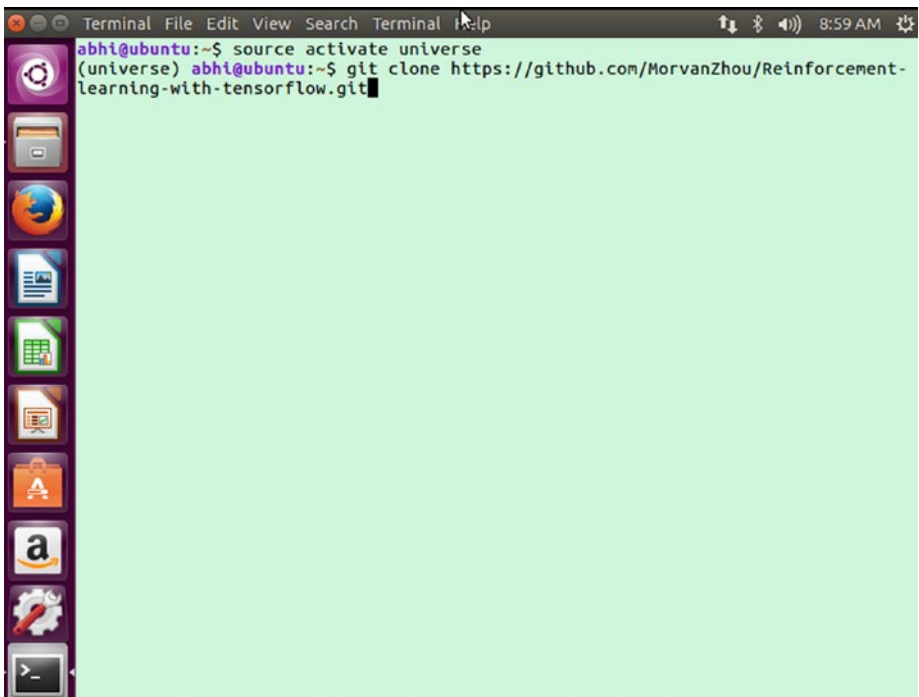 Terminal File Edit View Search Terminal Help 8:59 AM
abhi@ubuntu:~$ source activate universe
(universe) abhi@ubuntu:~$ git clone https://github.com/MorvanZhou/Reinforcement-
learning-with-tensorflow.git
A
a
>_